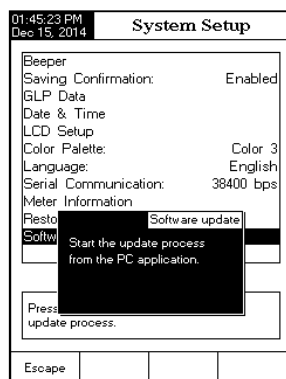 01:45:23 PM
Dec 15, 2014
System Setup
Beeper
Saving Confirmation: Enabled
GLP Data
Date & Time
LCD Setup
Color Palette: Color 3
Language: English
Serial Communication: 38400 bps
Meter Information
Resto
Softw
Software update
Start the update process
from the PC application.
Press
update process.
Escape